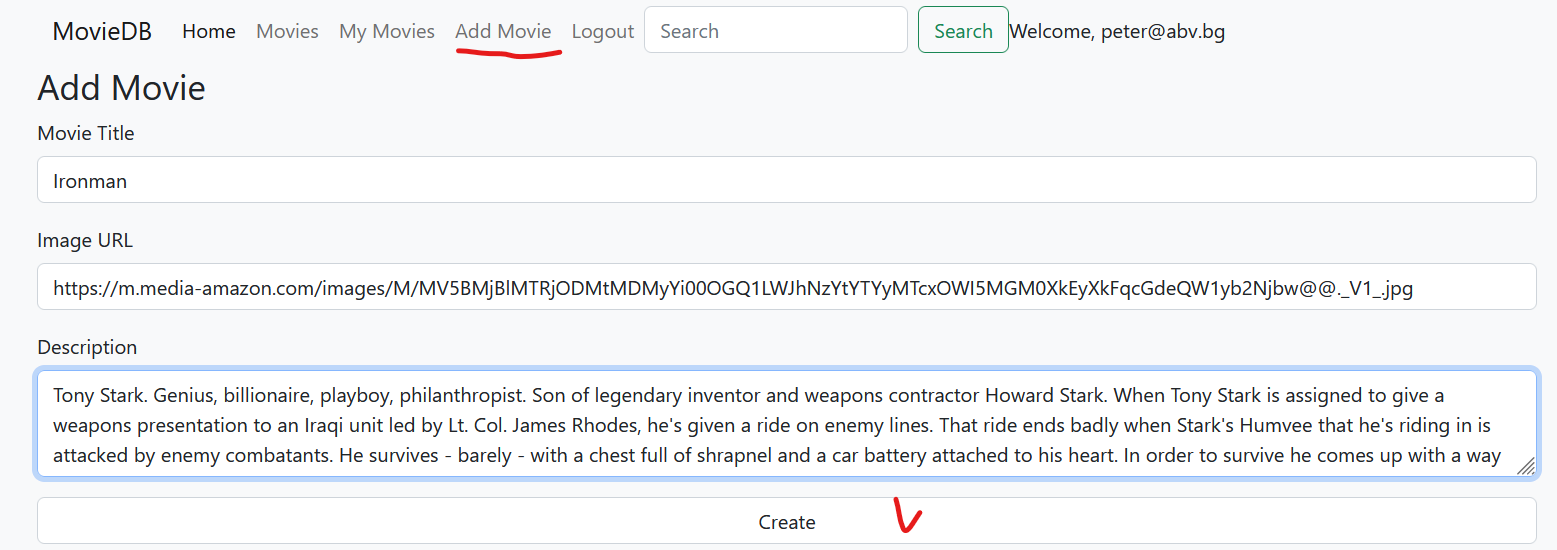 MovieDB Home Movies My Movies Add Movie Logout Search Search Welcome, peter@abv.bg
Add Movie
Movie Title
Ironman
Image URL
https://m.media-amazon.com/images/M/MV5BMjBlMTRjODMtMDMyYi00OGQ1LWJhNzYtYTYyMTcxOWI5MGM0XkEyXkFqcGdeQW1yb2Njbw@@._V1_.jpg
Description
Tony Stark. Genius, billionaire, playboy, philanthropist. Son of legendary inventor and weapons contractor Howard Stark. When Tony Stark is assigned to give a
weapons presentation to an Iraqi unit led by Lt. Col. James Rhodes, he's given a ride on enemy lines. That ride ends badly when Stark's Humvee that he's riding in is
attacked by enemy combatants. He survives - barely - with a chest full of shrapnel and a car battery attached to his heart. In order to survive he comes up with a way
Create